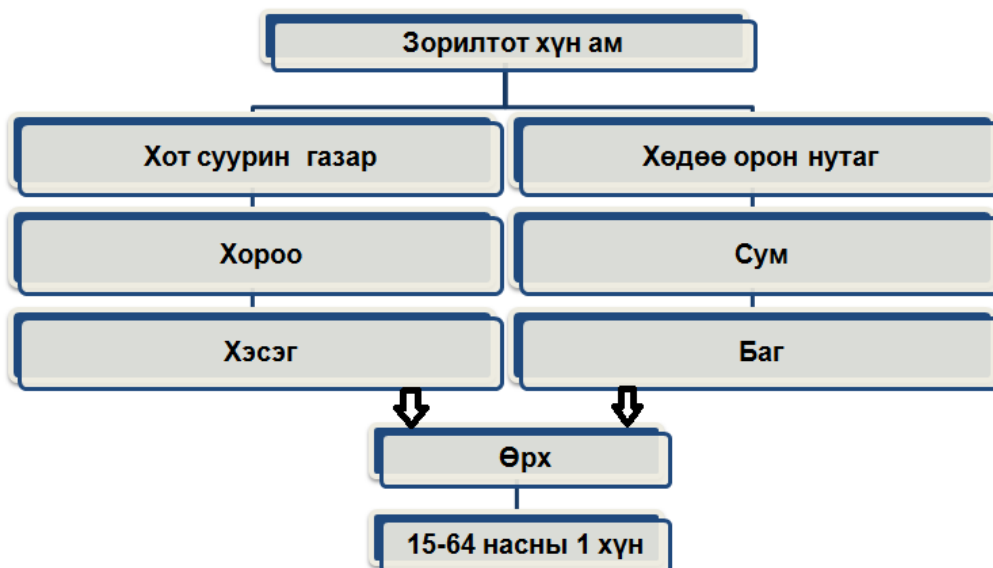 Зорилтот хүн ам
Хот суурин газар
Хөдөө орон нутаг
Хороо
Сум
Хэсэг
Баг
Өрх
15-64 насны 1 хүн